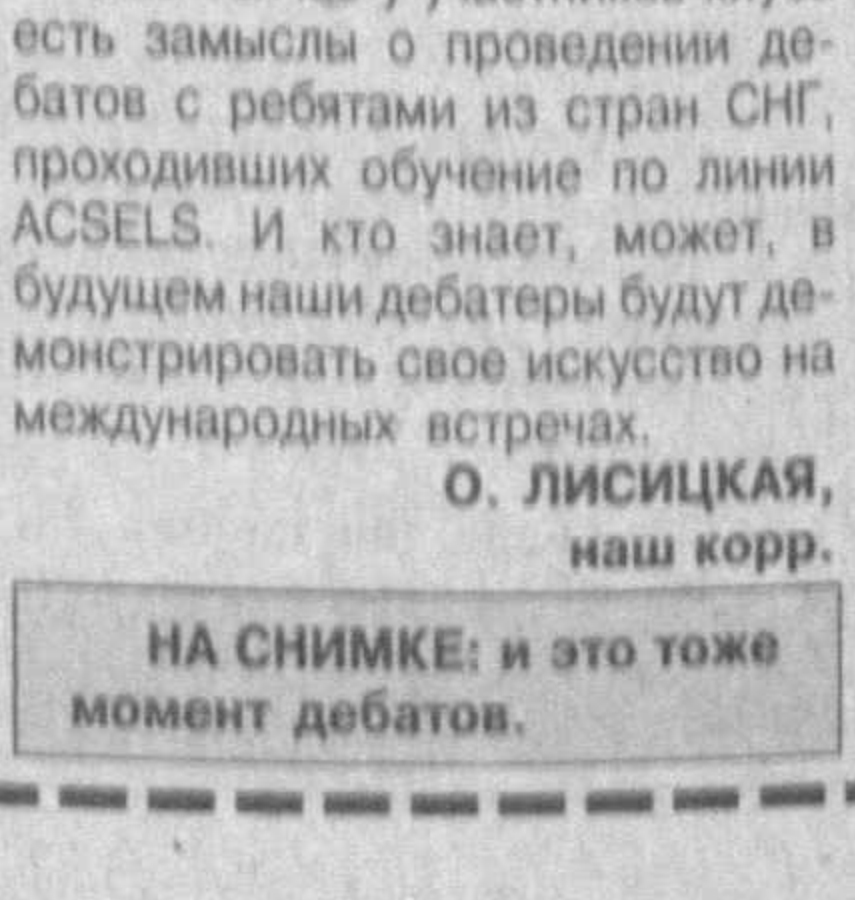 есть замыслы о проведении де-
батов с ребятами из стран СНГ,
проходивших обучение по линии
ACSELS. И кто знает, может, в
будущем наши дебатеры будут де-
монстрировать свое искусство на
международных встречах.
О. ЛИСИЦКАЯ,
наш корр.
НА СНИМКЕ: и это тоже
момент дебатов.